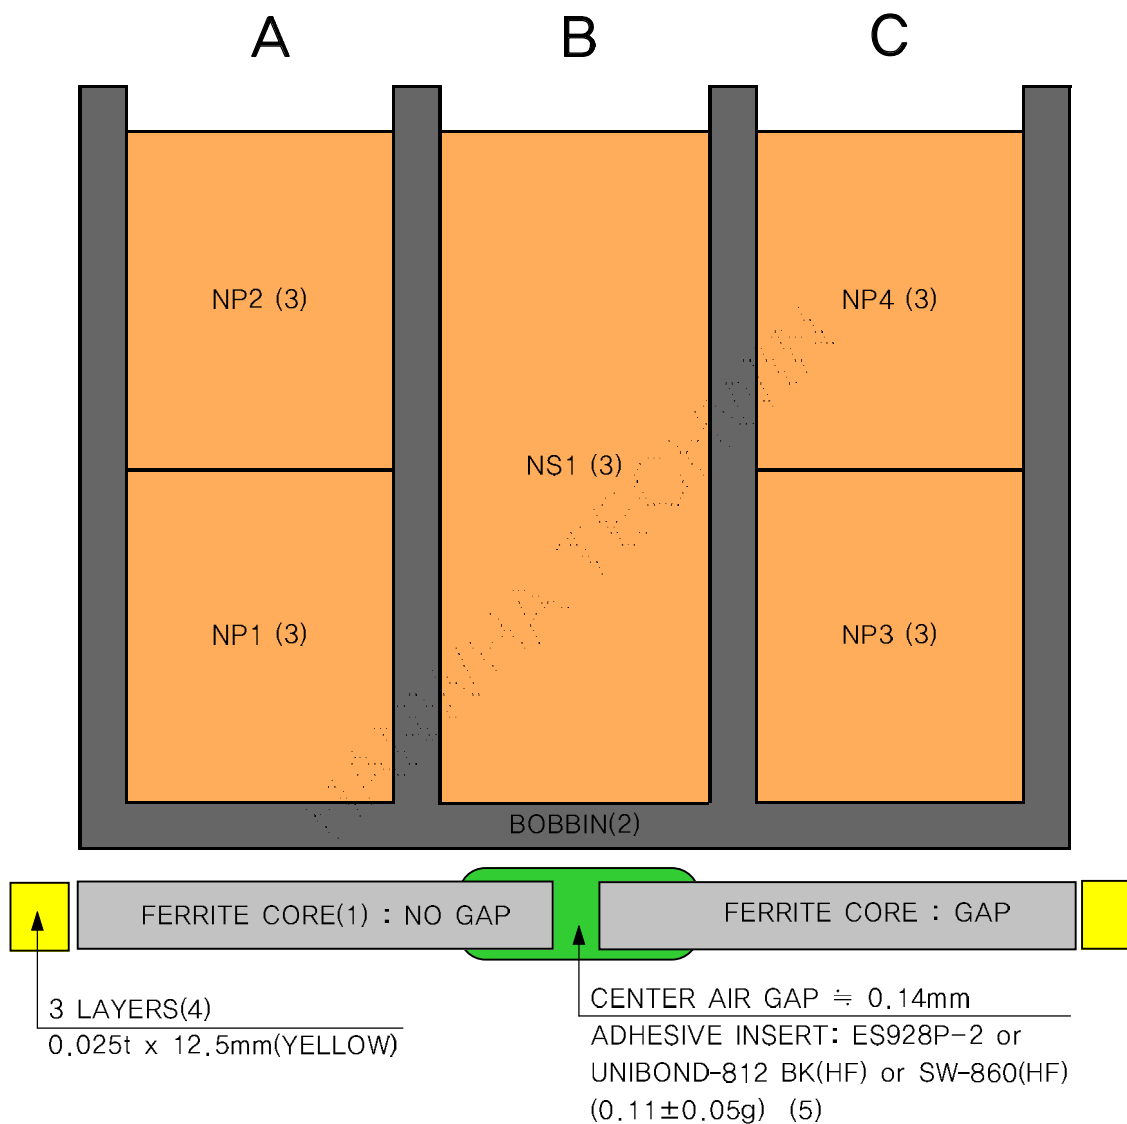 A B C
NP2 (3)
NP4 (3)
NS1 (3)
NP1 (3)
NP3 (3)
BOBBIN(2)
FERRITE CORE(1) : NO GAP
FERRITE CORE : GAP
3 LAYERS(4)
0.025t x 12.5mm(YELLOW)
CENTER AIR GAP ≒ 0.14mm
ADHESIVE INSERT: ES928P-2 or
UNIBOND-812 BK(HF) or SW-860(HF)
(0.11±0.05g) (5)